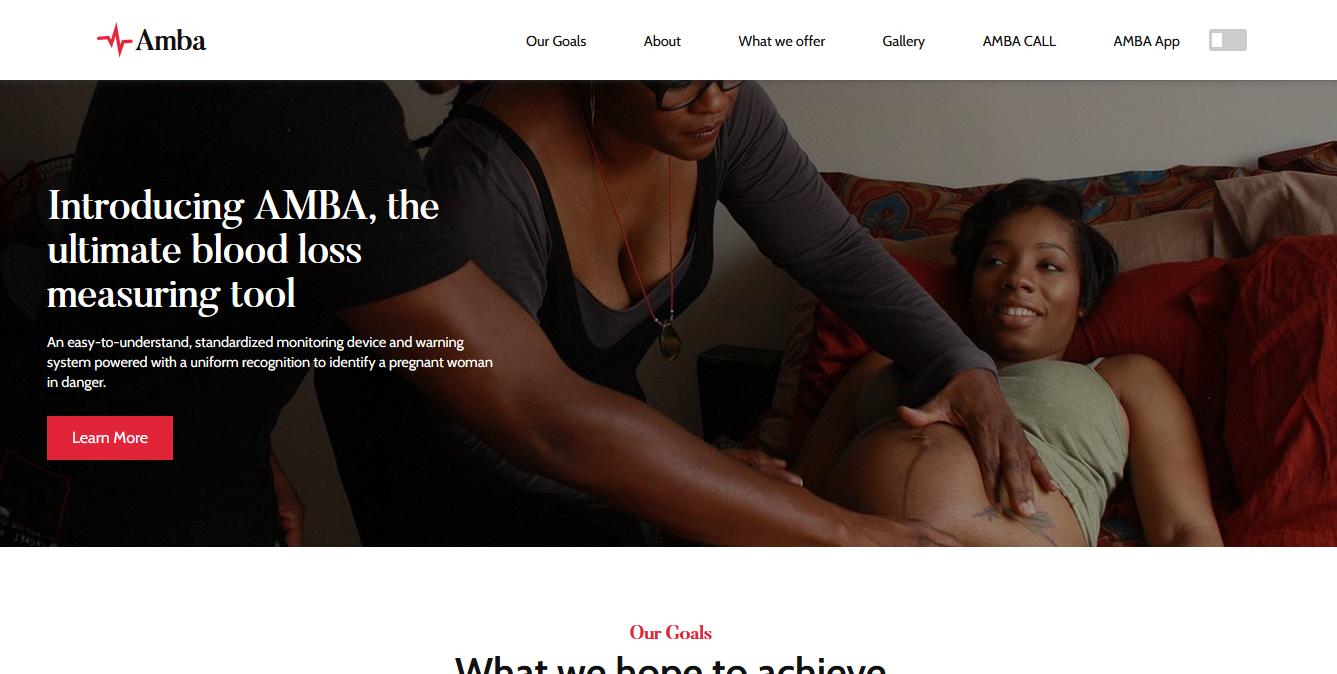 Amba
Our Goals
About
What we offer
Gallery
AMBA CALL
AMBA App
Introducing AMBA, the
ultimate blood loss
measuring tool
An easy-to-understand, standardized monitoring device and warning
system powered with a uniform recognition to identify a pregnant woman
in danger.
Learn More
Our Goals
What we hope to achieve